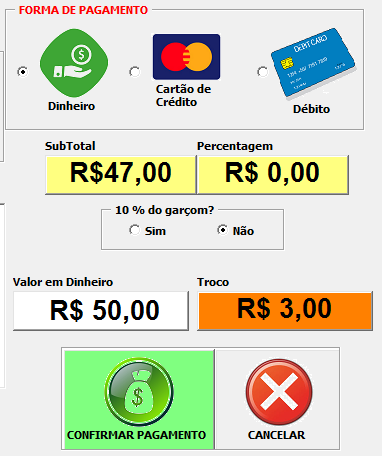 FORMA DE PAGAMENTO
DEBIT CARD
Dinheiro
Cartão de
Crédito
Débito
SubTotal
Percentagem
R$47,00
R$ 0,00
10 % do garçom?
Sim
Não
Valor em Dinheiro
Troco
R$ 50,00
R$ 3,00
CONFIRMAR PAGAMENTO
CANCELAR